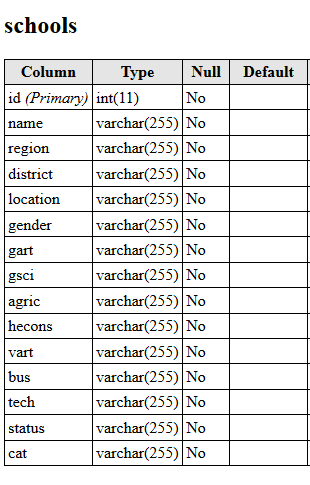 schools
Column Type Null Default
id (Primary) int(11) No
name varchar(255) No
region varchar(255) No
district varchar(255) No
location varchar(255) No
gender varchar(255) No
gart varchar(255) No
gsci varchar(255) No
agric varchar(255) No
hecons varchar(255) No
vart varchar(255) No
bus varchar(255) No
tech varchar(255) No
status varchar(255) No
cat varchar(255) No